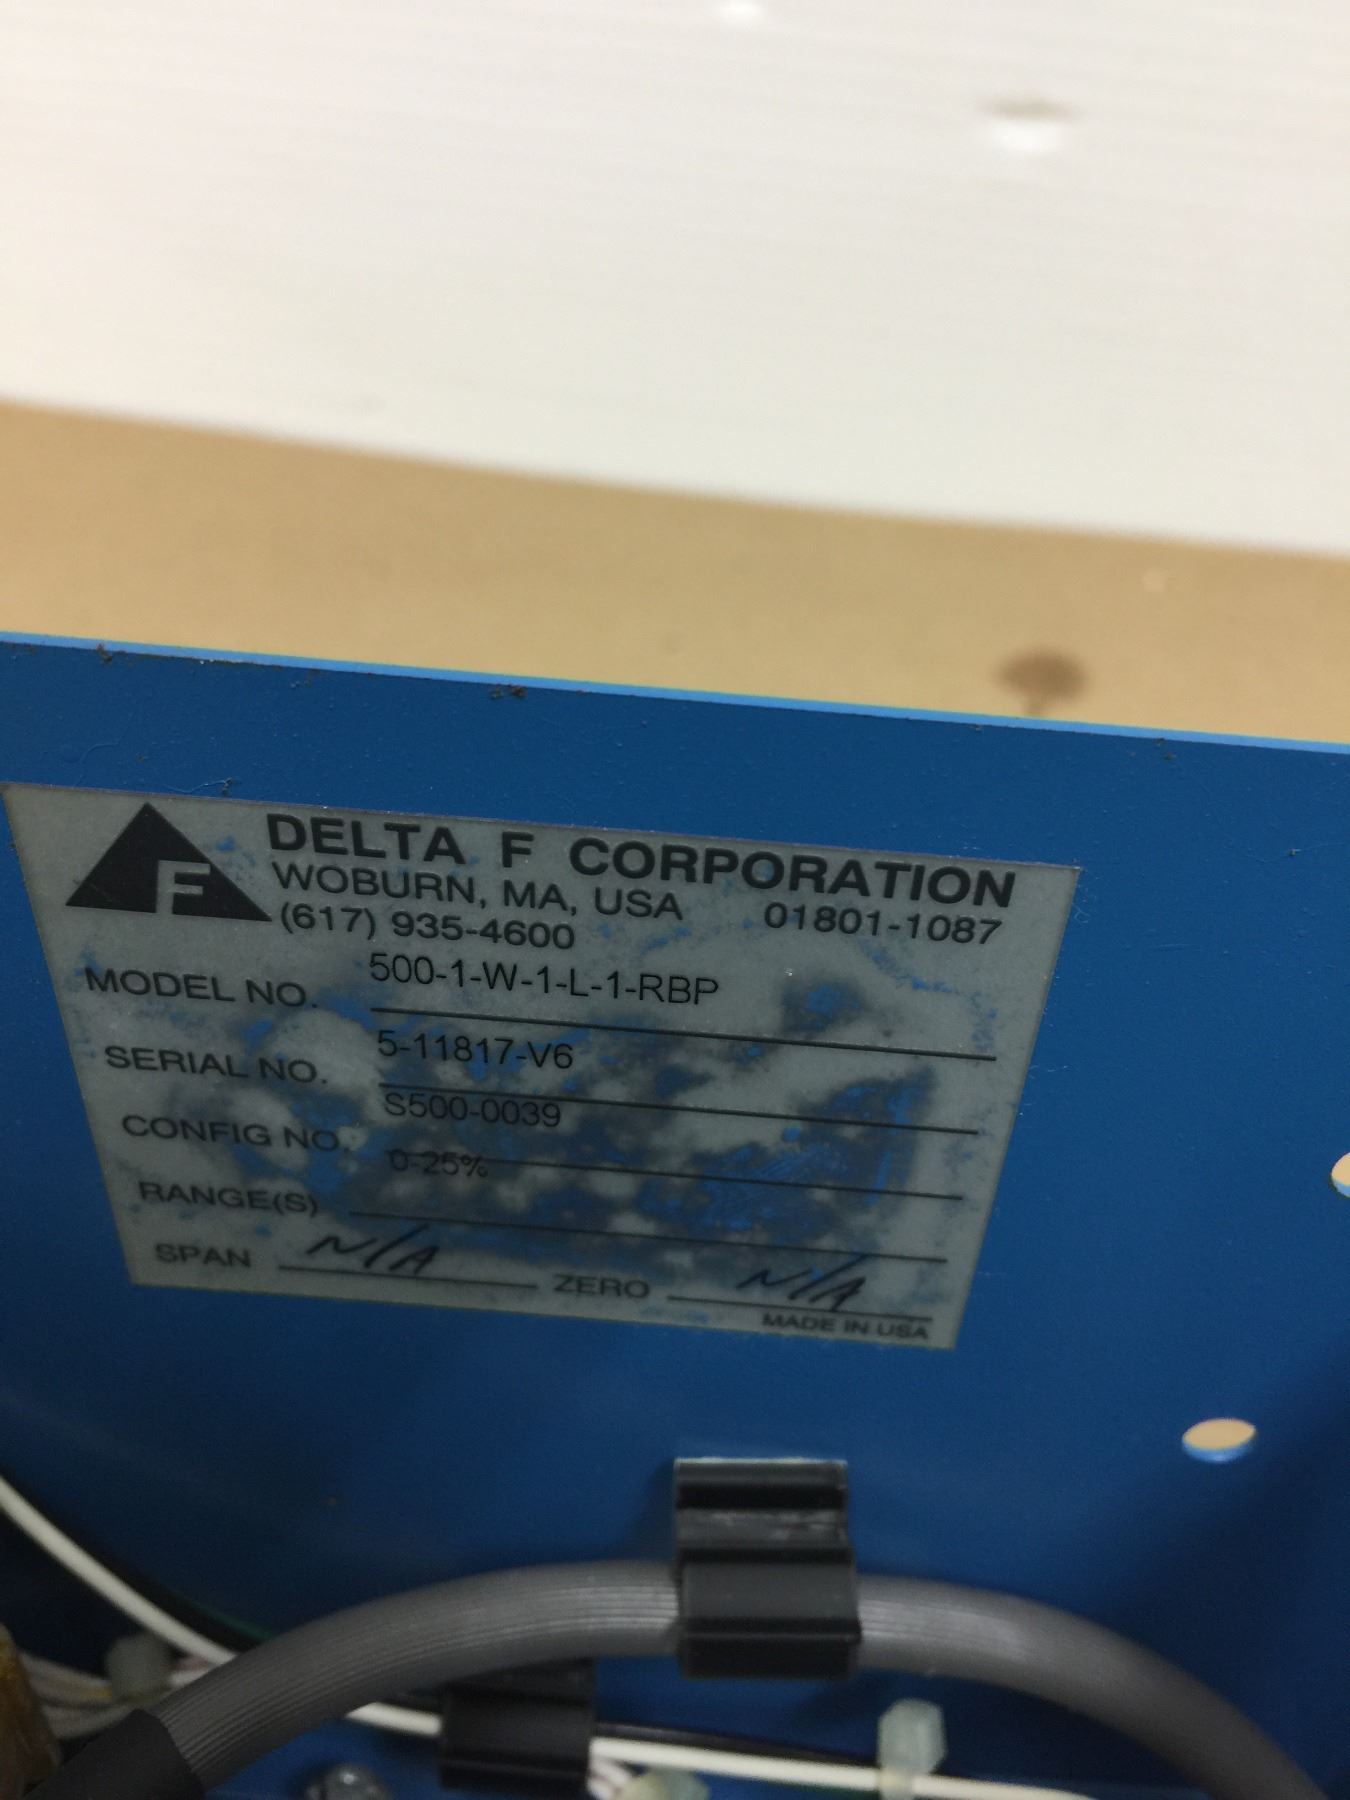 F
DELTA F CORPORATION
WOBURN, MA, USA 01801-1087
(617) 935-4600
MODEL NO. 500-1-W-1-L-1-RBP
SERIAL NO. 5-11817-V6
CONFIG NO. S500-0039
RANGE(S) 0-25%
SPAN N/A ZERO N/A
MADE IN USA